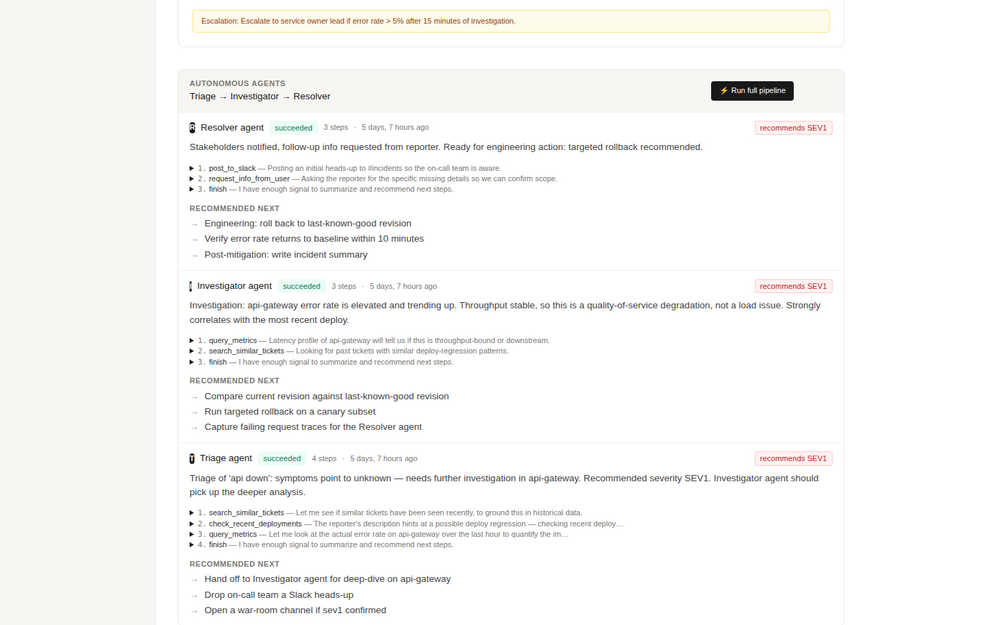 Escalation: Escalate to service owner lead if error rate > 5% after 15 minutes of investigation.
AUTONOMOUS AGENTS
Triage → Investigator → Resolver
⚡ Run full pipeline
R Resolver agent succeeded 3 steps · 5 days, 7 hours ago recommends SEV1
Stakeholders notified, follow-up info requested from reporter. Ready for engineering action: targeted rollback recommended.
▶ 1. post_to_slack — Posting an initial heads-up to #incidents so the on-call team is aware.
▶ 2. request_info_from_user — Asking the reporter for the specific missing details so we can confirm scope.
▶ 3. finish — I have enough signal to summarize and recommend next steps.
RECOMMENDED NEXT
→ Engineering: roll back to last-known-good revision
→ Verify error rate returns to baseline within 10 minutes
→ Post-mitigation: write incident summary
I Investigator agent succeeded 3 steps · 5 days, 7 hours ago recommends SEV1
Investigation: api-gateway error rate is elevated and trending up. Throughput stable, so this is a quality-of-service degradation, not a load issue. Strongly
correlates with the most recent deploy.
▶ 1. query_metrics — Latency profile of api-gateway will tell us if this is throughput-bound or downstream.
▶ 2. search_similar_tickets — Looking for past tickets with similar deploy-regression patterns.
▶ 3. finish — I have enough signal to summarize and recommend next steps.
RECOMMENDED NEXT
→ Compare current revision against last-known-good revision
→ Run targeted rollback on a canary subset
→ Capture failing request traces for the Resolver agent
T Triage agent succeeded 4 steps · 5 days, 7 hours ago recommends SEV1
Triage of 'api down': symptoms point to unknown — needs further investigation in api-gateway. Recommended severity SEV1. Investigator agent should
pick up the deeper analysis.
▶ 1. search_similar_tickets — Let me see if similar tickets have been seen recently, to ground this in historical data.
▶ 2. check_recent_deployments — The reporter's description hints at a possible deploy regression — checking recent deploy…
▶ 3. query_metrics — Let me look at the actual error rate on api-gateway over the last hour to quantify the im…
▶ 4. finish — I have enough signal to summarize and recommend next steps.
RECOMMENDED NEXT
→ Hand off to Investigator agent for deep-dive on api-gateway
→ Drop on-call team a Slack heads-up
→ Open a war-room channel if sev1 confirmed